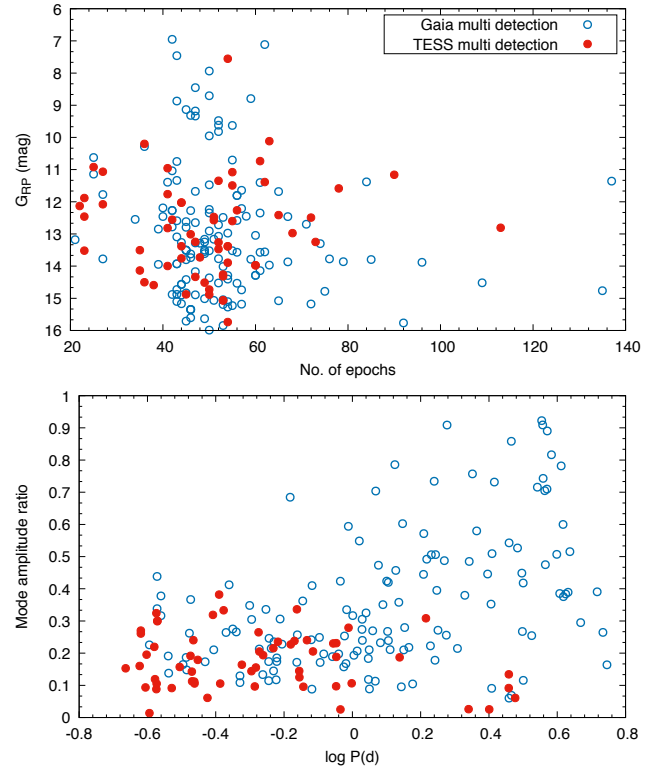 Gaia multi detection
TESS multi detection
6
7
8
9
10
11
12
13
14
15
16
G_RP (mag)
20 40 60 80 100 120 140
No. of epochs
1
0.9
0.8
0.7
0.6
0.5
0.4
0.3
0.2
0.1
0
Mode amplitude ratio
-0.8 -0.6 -0.4 -0.2 0.0 0.2 0.4 0.6 0.8
log P(d)